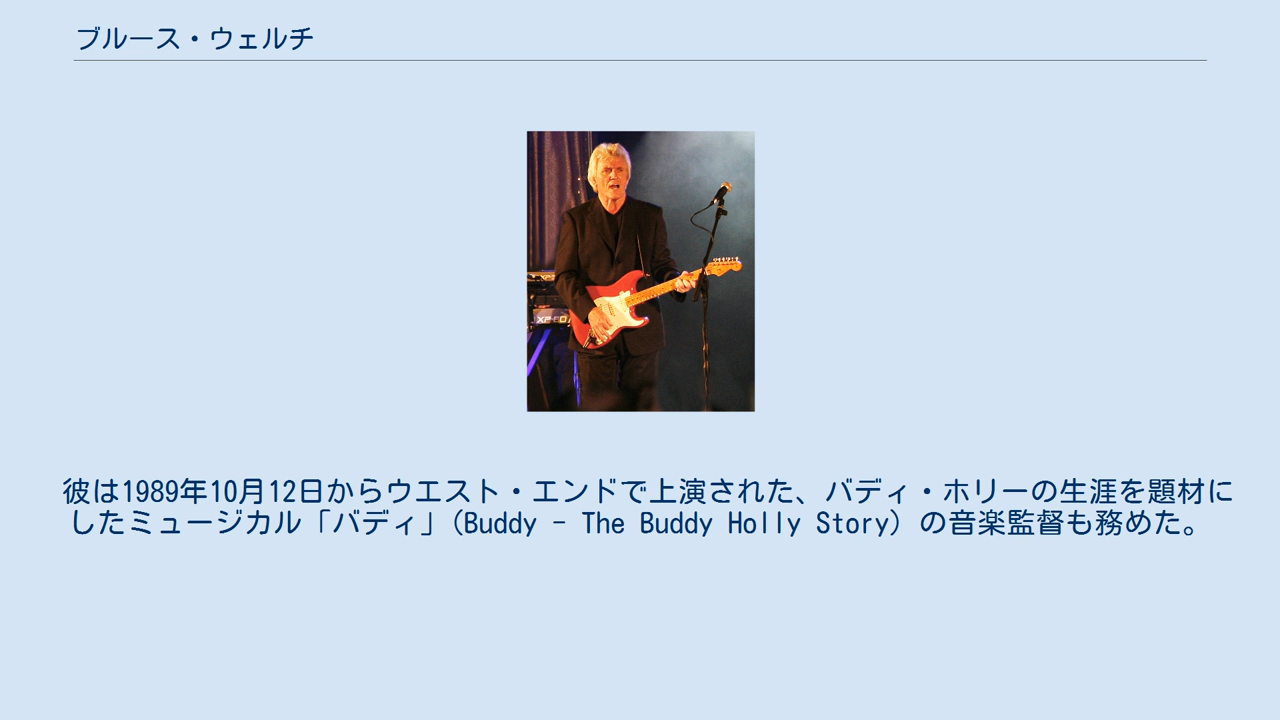 ブルース・ウェルチ
XP-80
彼は1989年10月12日からウエスト・エンドで上演された、バディ・ホリーの生涯を題材に
したミュージカル「バディ」(Buddy - The Buddy Holly Story) の音楽監督も務めた。